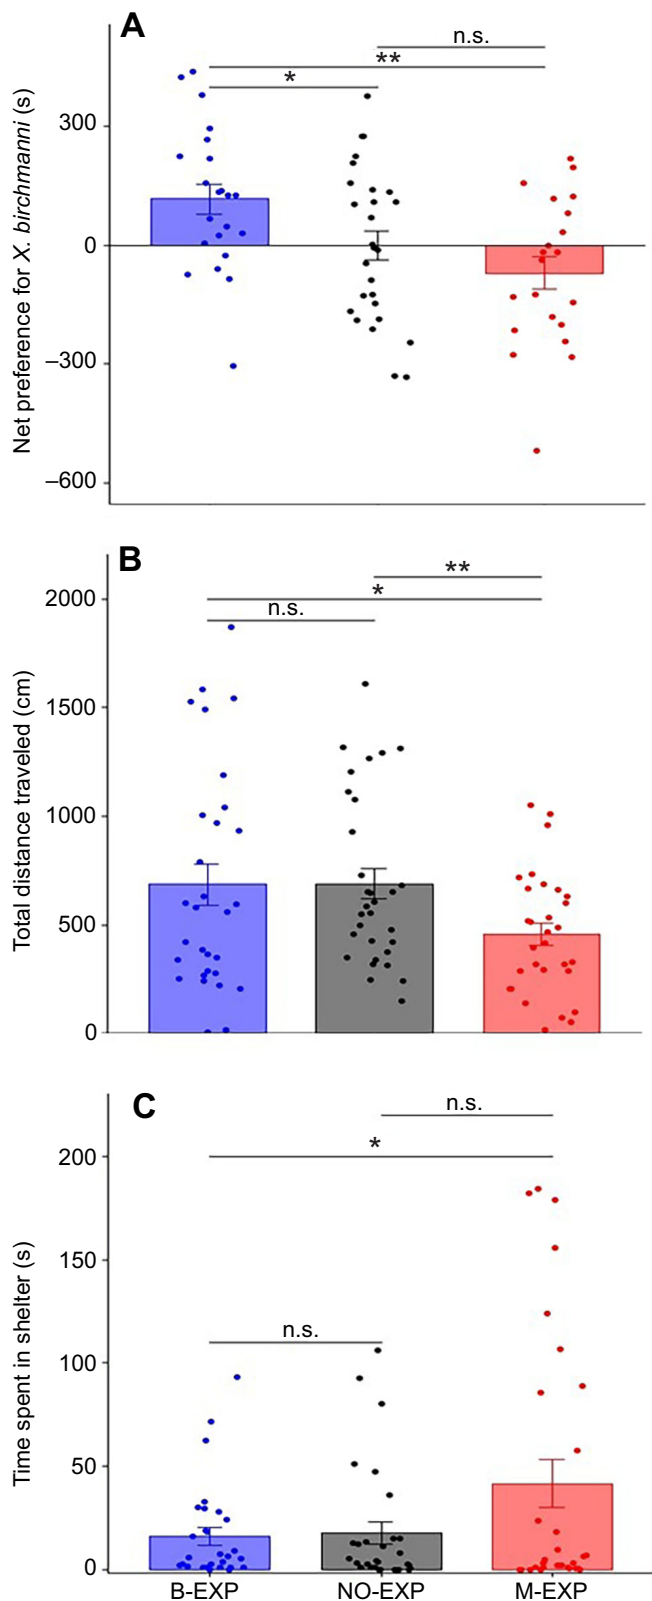 A
n.s.
**
*
300
0
–300
–600
Net preference for X. birchmanni (s)
B
**
*
n.s.
2000
1500
1000
500
0
Total distance traveled (cm)
C
n.s.
*
n.s.
200
150
100
50
0
Time spent in shelter (s)
B-EXP NO-EXP M-EXP